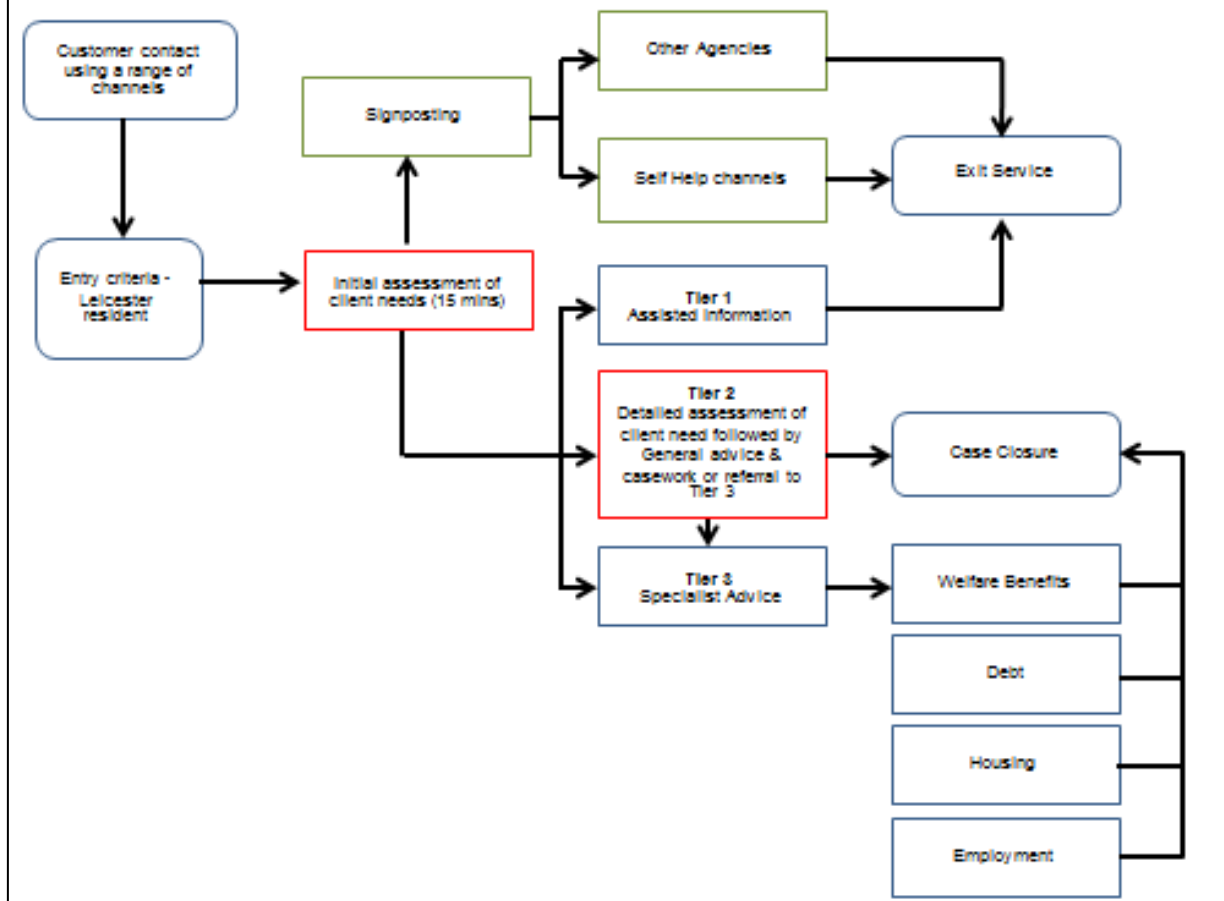 Customer contact
using a range of
channels
Entry criteria -
Leicester
resident
Initial assessment of
client needs (15 mins)
Signposting
Other Agencies
Self Help channels
Exit Service
Tier 1
Assisted Information
Tier 2
Detailed assessment of
client need followed by
General advice &
casework or referral to
Tier 3
Case Closure
Tier 3
Specialist Advice
Welfare Benefits
Debt
Housing
Employment